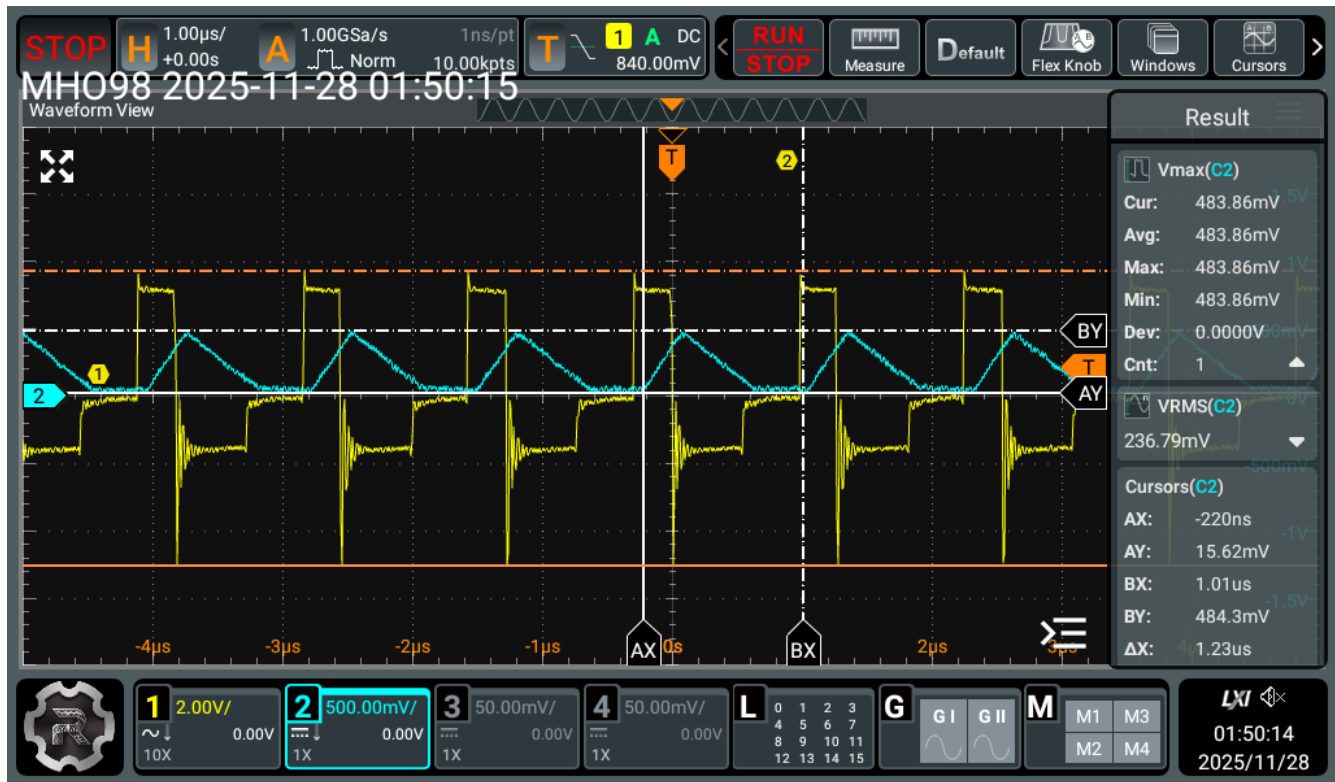 STOP
H
1.00µs/
+0.00s
A
1.00GSa/s
1ns/pt
Norm
10.00kpts
T
1 A DC
840.00mV
<
RUN
STOP
Measure
Default
Flex Knob
Windows
Cursors
>
MHO98 2025-11-28 01:50:15
Waveform View
T
2
1
2
BY
T
AY
-4µs
-3µs
-2µs
-1µs
AX
0s
BX
2µs
Result
Vmax(C2)
Cur: 483.86mV
Avg: 483.86mV
Max: 483.86mV
Min: 483.86mV
Dev: 0.0000V
Cnt: 1
VRMS(C2)
236.79mV
-500mV
Cursors(C2)
AX: -220ns
AY: 15.62mV
-1V
BX: 1.01us
-1.5V
BY: 484.3mV
ΔX: 1.23us
R
1
2.00V/
0.00V
10X
2
500.00mV/
0.00V
1X
3
50.00mV/
0.00V
1X
4
50.00mV/
0.00V
1X
L
0 1 2 3
4 5 6 7
8 9 10 11
12 13 14 15
G
G I
G II
M
M1 M3
M2 M4
LXI
01:50:14
2025/11/28